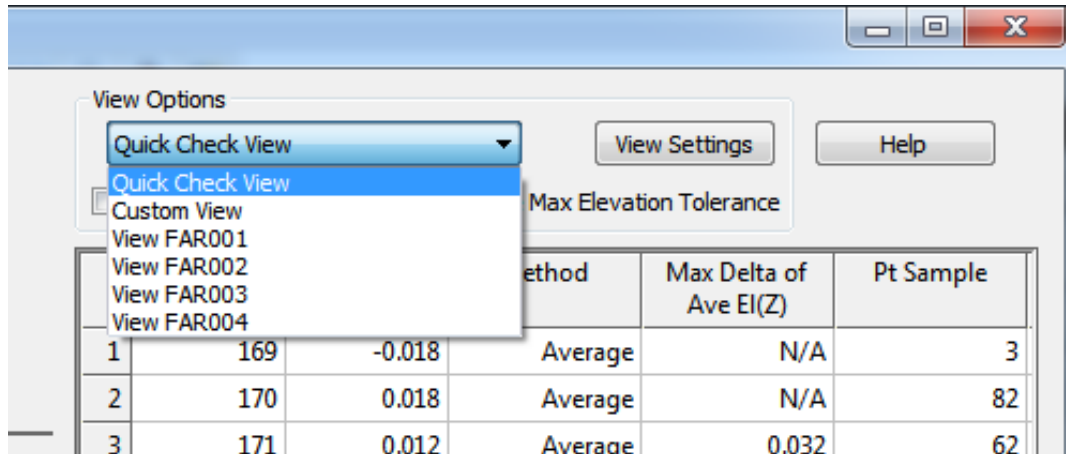 View Options
Quick Check View
View Settings
Help
Quick Check View
Custom View
View FAR001
View FAR002
View FAR003
View FAR004
Max Elevation Tolerance
ethod Max Delta of Pt Sample
Ave El(Z)
1 169 -0.018 Average N/A 3
2 170 0.018 Average N/A 82
3 171 0.012 Average 0.032 62